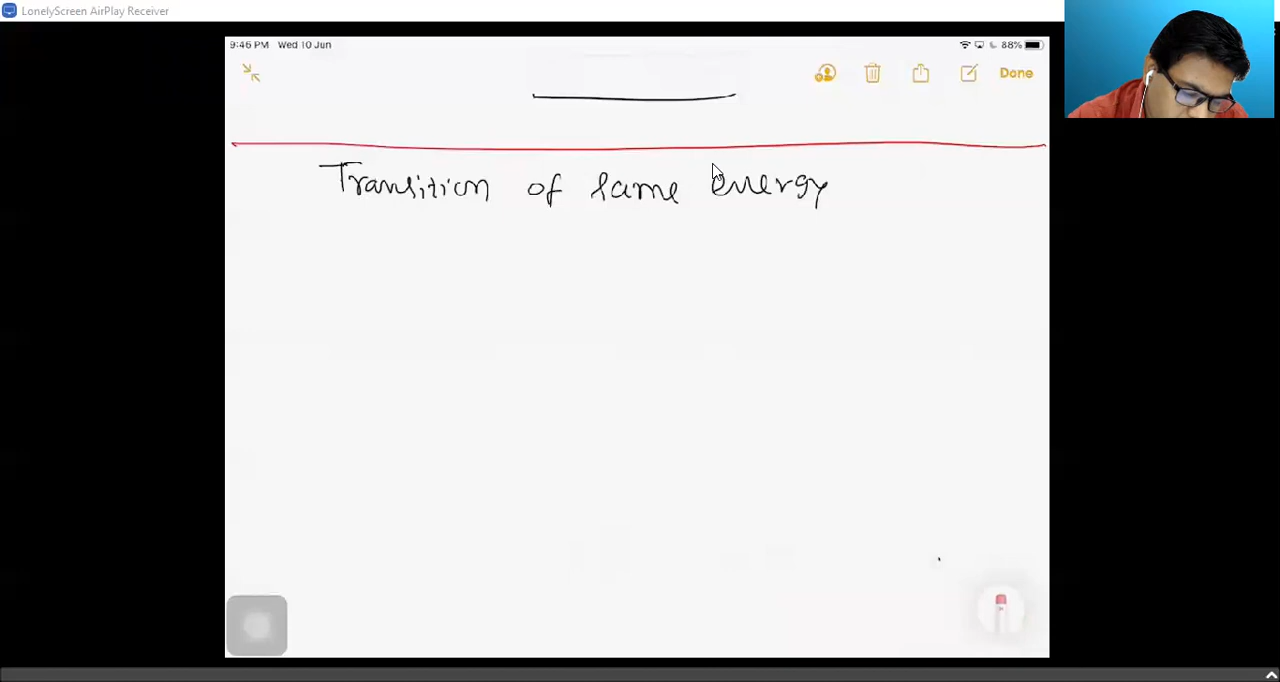 LonelyScreen AirPlay Receiver
9:46 PM Wed 10 Jun
88%
Done
Transition of same energy